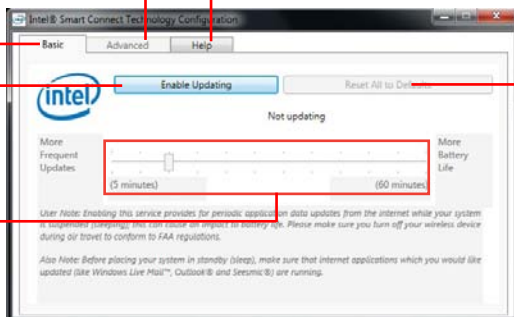 Intel® Smart Connect Technology Configuration
Basic Advanced Help
intel Enable Updating Reset All to Defaults
Not updating
More More
Frequent Battery
Updates Life
(5 minutes) (60 minutes)
User Note: Enabling this service provides for periodic application data updates from the internet while your system
is suspended (sleeping); this can cause an impact to battery life. Please make sure you turn off your wireless device
during air travel to conform to FAA regulations.
Also Note: Before placing your system in standby (sleep), make sure that internet applications which you would like
updated (like Windows Live Mail™, Outlook® and Seesmic®) are running.